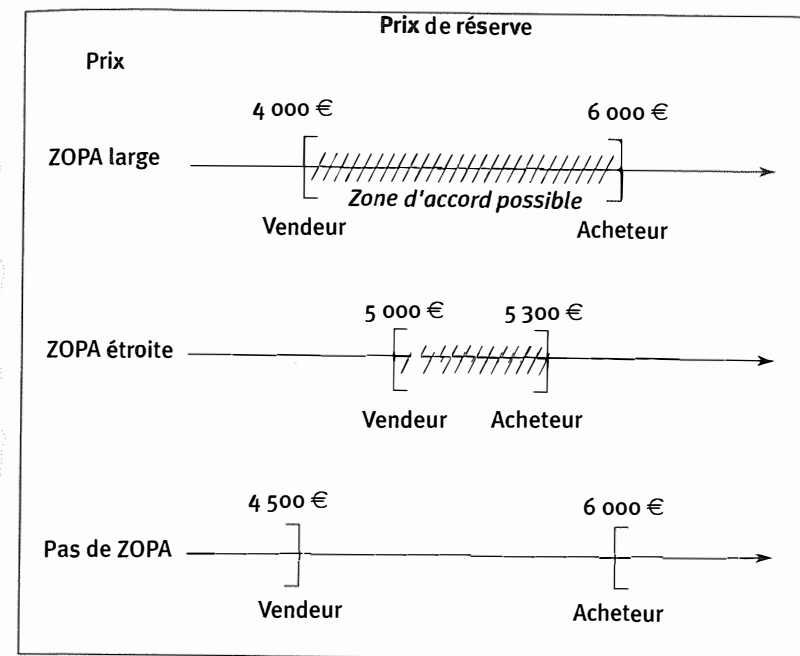 Prix de réserve
Prix
4 000 € 6 000 €
ZOPA large
Zone d'accord possible
Vendeur Acheteur
5 000 € 5 300 €
ZOPA étroite
Vendeur Acheteur
4 500 € 6 000 €
Pas de ZOPA
Vendeur Acheteur